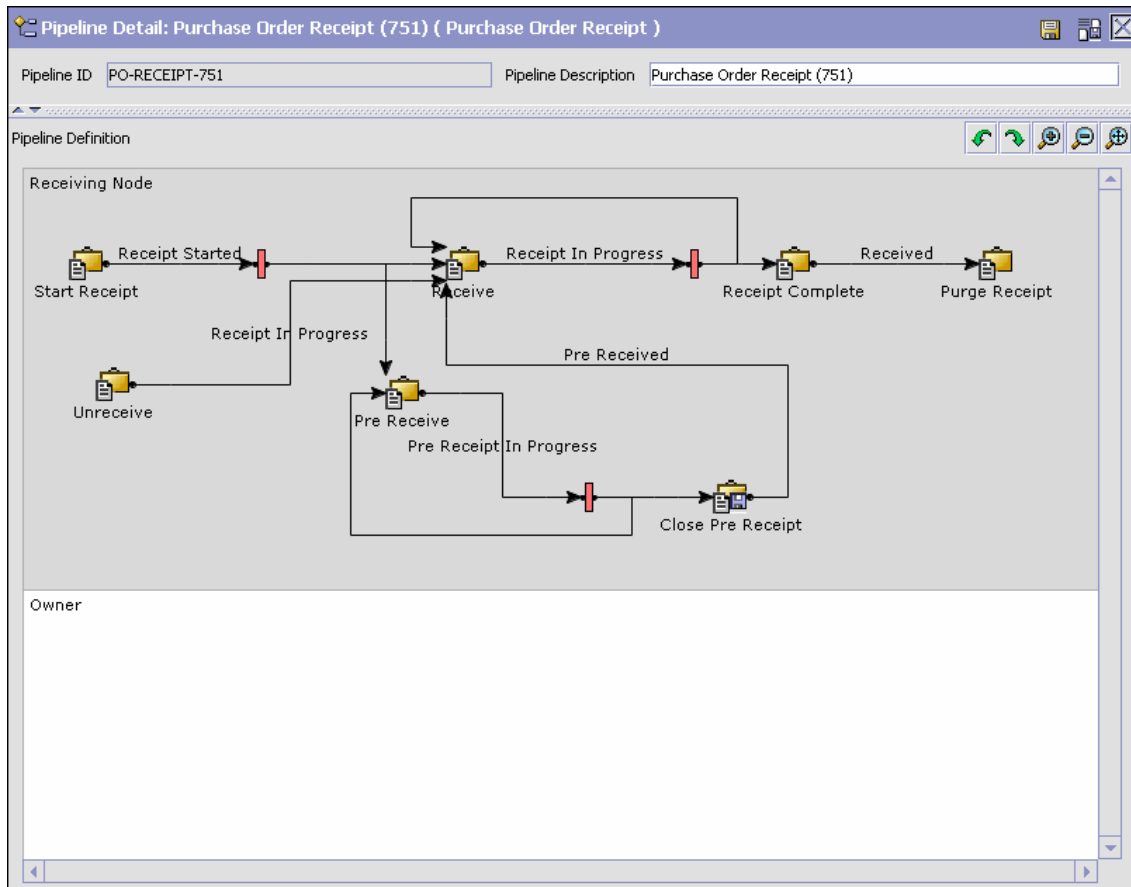 Pipeline Detail: Purchase Order Receipt (751) ( Purchase Order Receipt )
Pipeline ID PO-RECEIPT-751 Pipeline Description Purchase Order Receipt (751)
Pipeline Definition
Receiving Node
Receipt Started Receipt In Progress Received
Start Receipt Receive Receipt Complete Purge Receipt
Receipt In Progress
Pre Received
Unreceive
Pre Receive
Pre Receipt In Progress
Close Pre Receipt
Owner